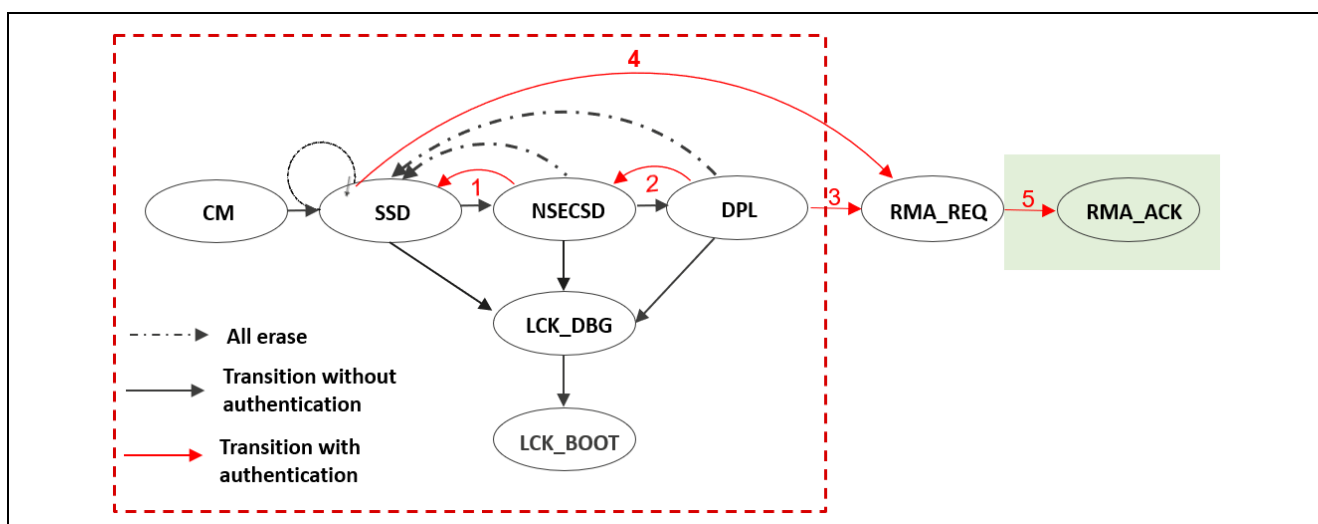 4
1
2
CM
SSD
NSECSD
DPL
3
RMA_REQ
5
RMA_ACK
LCK_DBG
All erase
Transition without
authentication
LCK_BOOT
Transition with
authentication